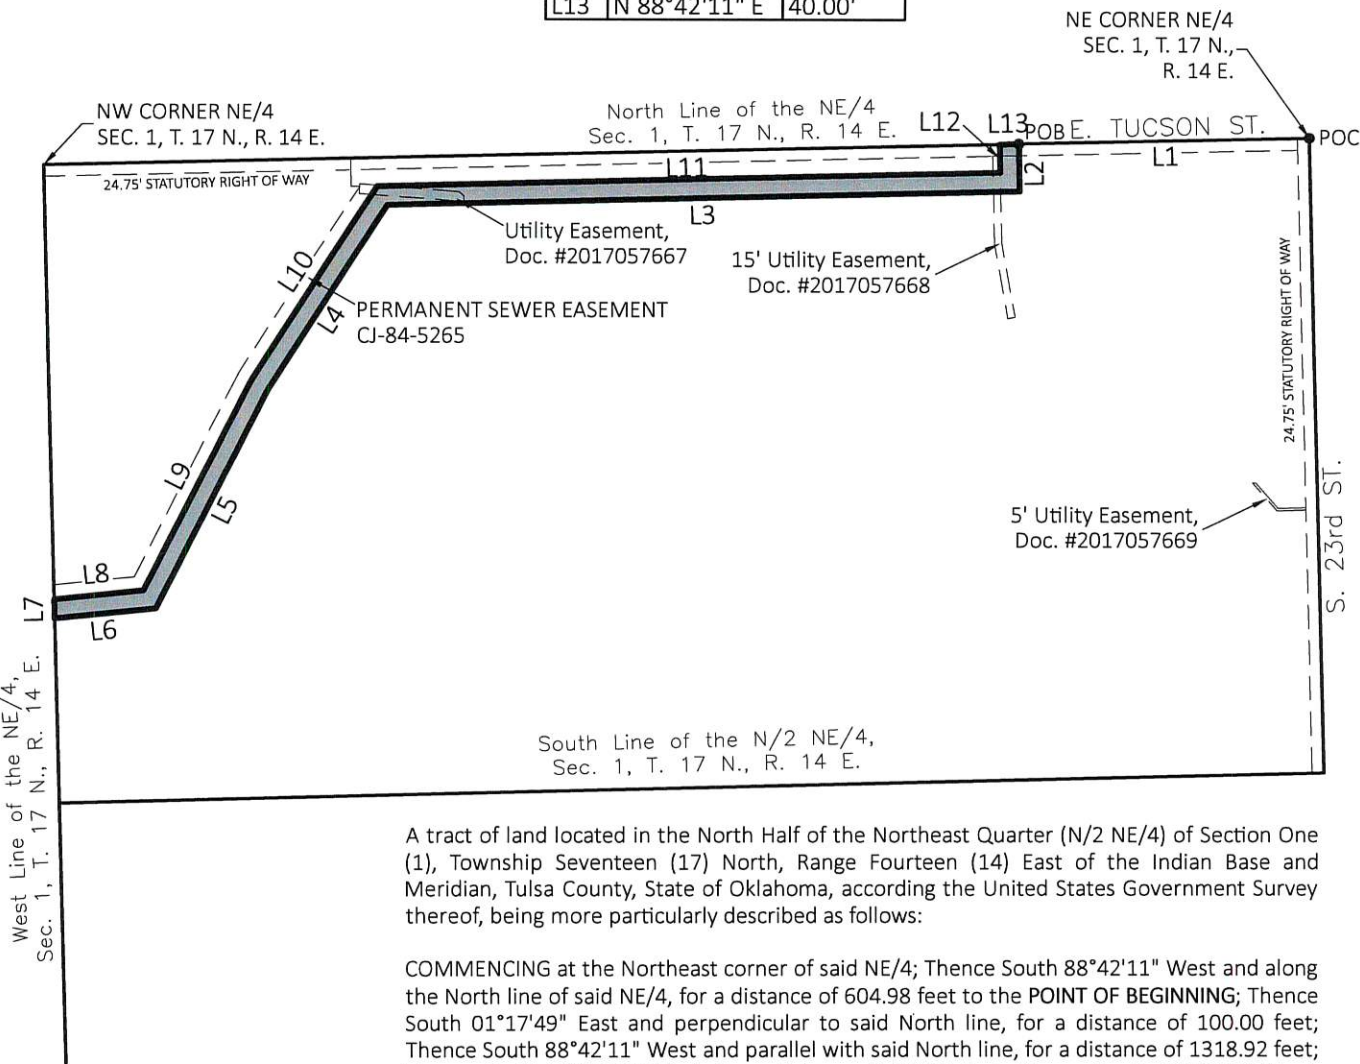 L13 N 88°42'11" E 40.00'
NE CORNER NE/4
SEC. 1, T. 17 N.,
R. 14 E.
NW CORNER NE/4
SEC. 1, T. 17 N., R. 14 E.
North Line of the NE/4
Sec. 1, T. 17 N., R. 14 E.
L12
L13
POB
E. TUCSON ST.
POC
24.75' STATUTORY RIGHT OF WAY
L11
L2
L1
L3
Utility Easement,
Doc. #2017057667
15' Utility Easement,
Doc. #2017057668
L10
L4
PERMANENT SEWER EASEMENT
CJ-84-5265
24.75' STATUTORY RIGHT OF WAY
L9
L5
5' Utility Easement,
Doc. #2017057669
S. 23rd ST.
L8
L7
L6
West Line of the NE/4,
Sec. 1, T. 17 N., R. 14 E.
South Line of the N/2 NE/4,
Sec. 1, T. 17 N., R. 14 E.
A tract of land located in the North Half of the Northeast Quarter (N/2 NE/4) of Section One
(1), Township Seventeen (17) North, Range Fourteen (14) East of the Indian Base and
Meridian, Tulsa County, State of Oklahoma, according the United States Government Survey
thereof, being more particularly described as follows:
COMMENCING at the Northeast corner of said NE/4; Thence South 88°42'11" West and along
the North line of said NE/4, for a distance of 604.98 feet to the POINT OF BEGINNING; Thence
South 01°17'49" East and perpendicular to said North line, for a distance of 100.00 feet;
Thence South 88°42'11" West and parallel with said North line, for a distance of 1318.92 feet;